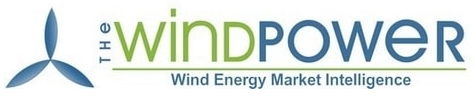 THe WiNDPOWeR
Wind Energy Market Intelligence